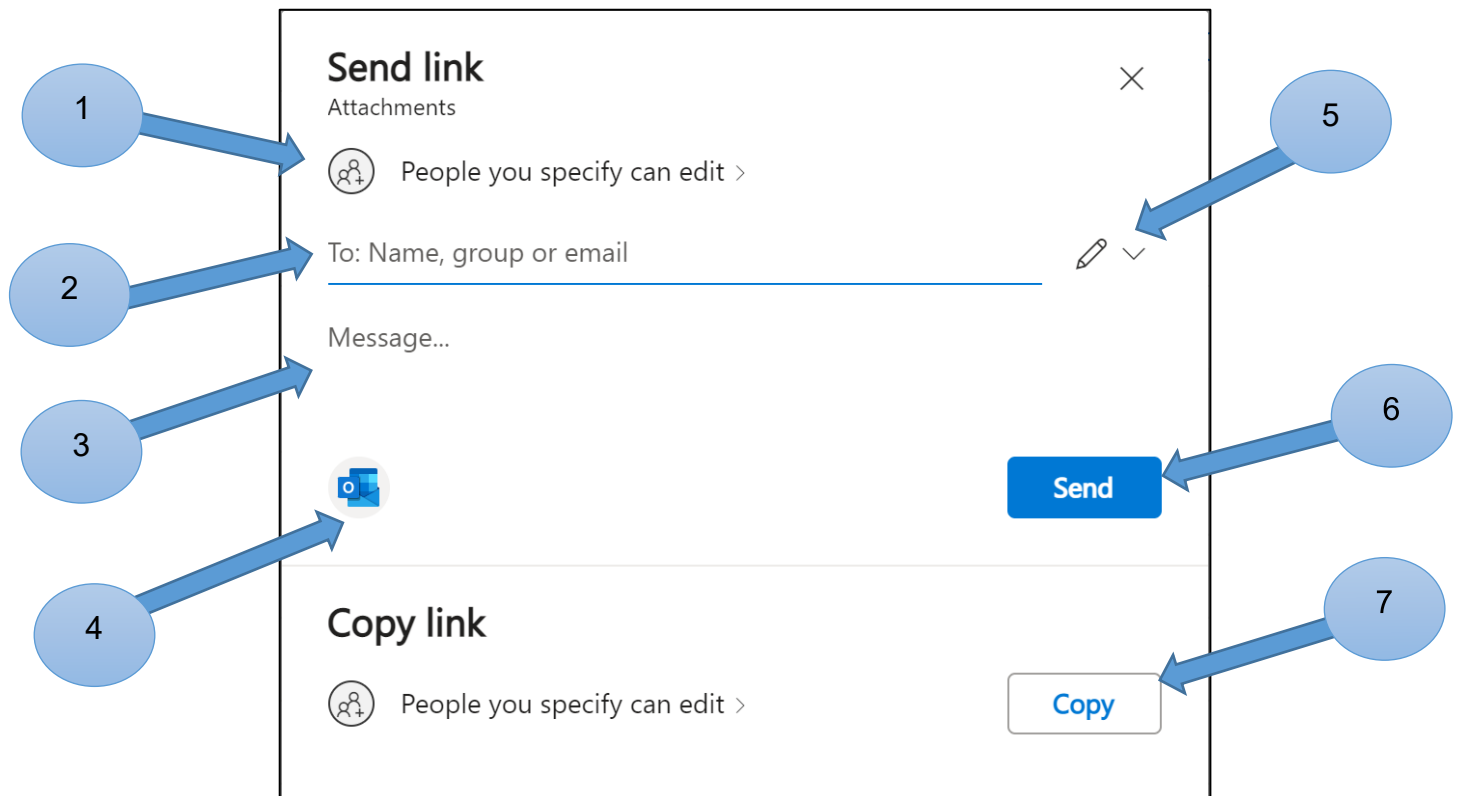 Send link
Attachments
1
5
People you specify can edit >
To: Name, group or email
2
Message...
6
3
O
Send
4
Copy link
7
People you specify can edit >
Copy